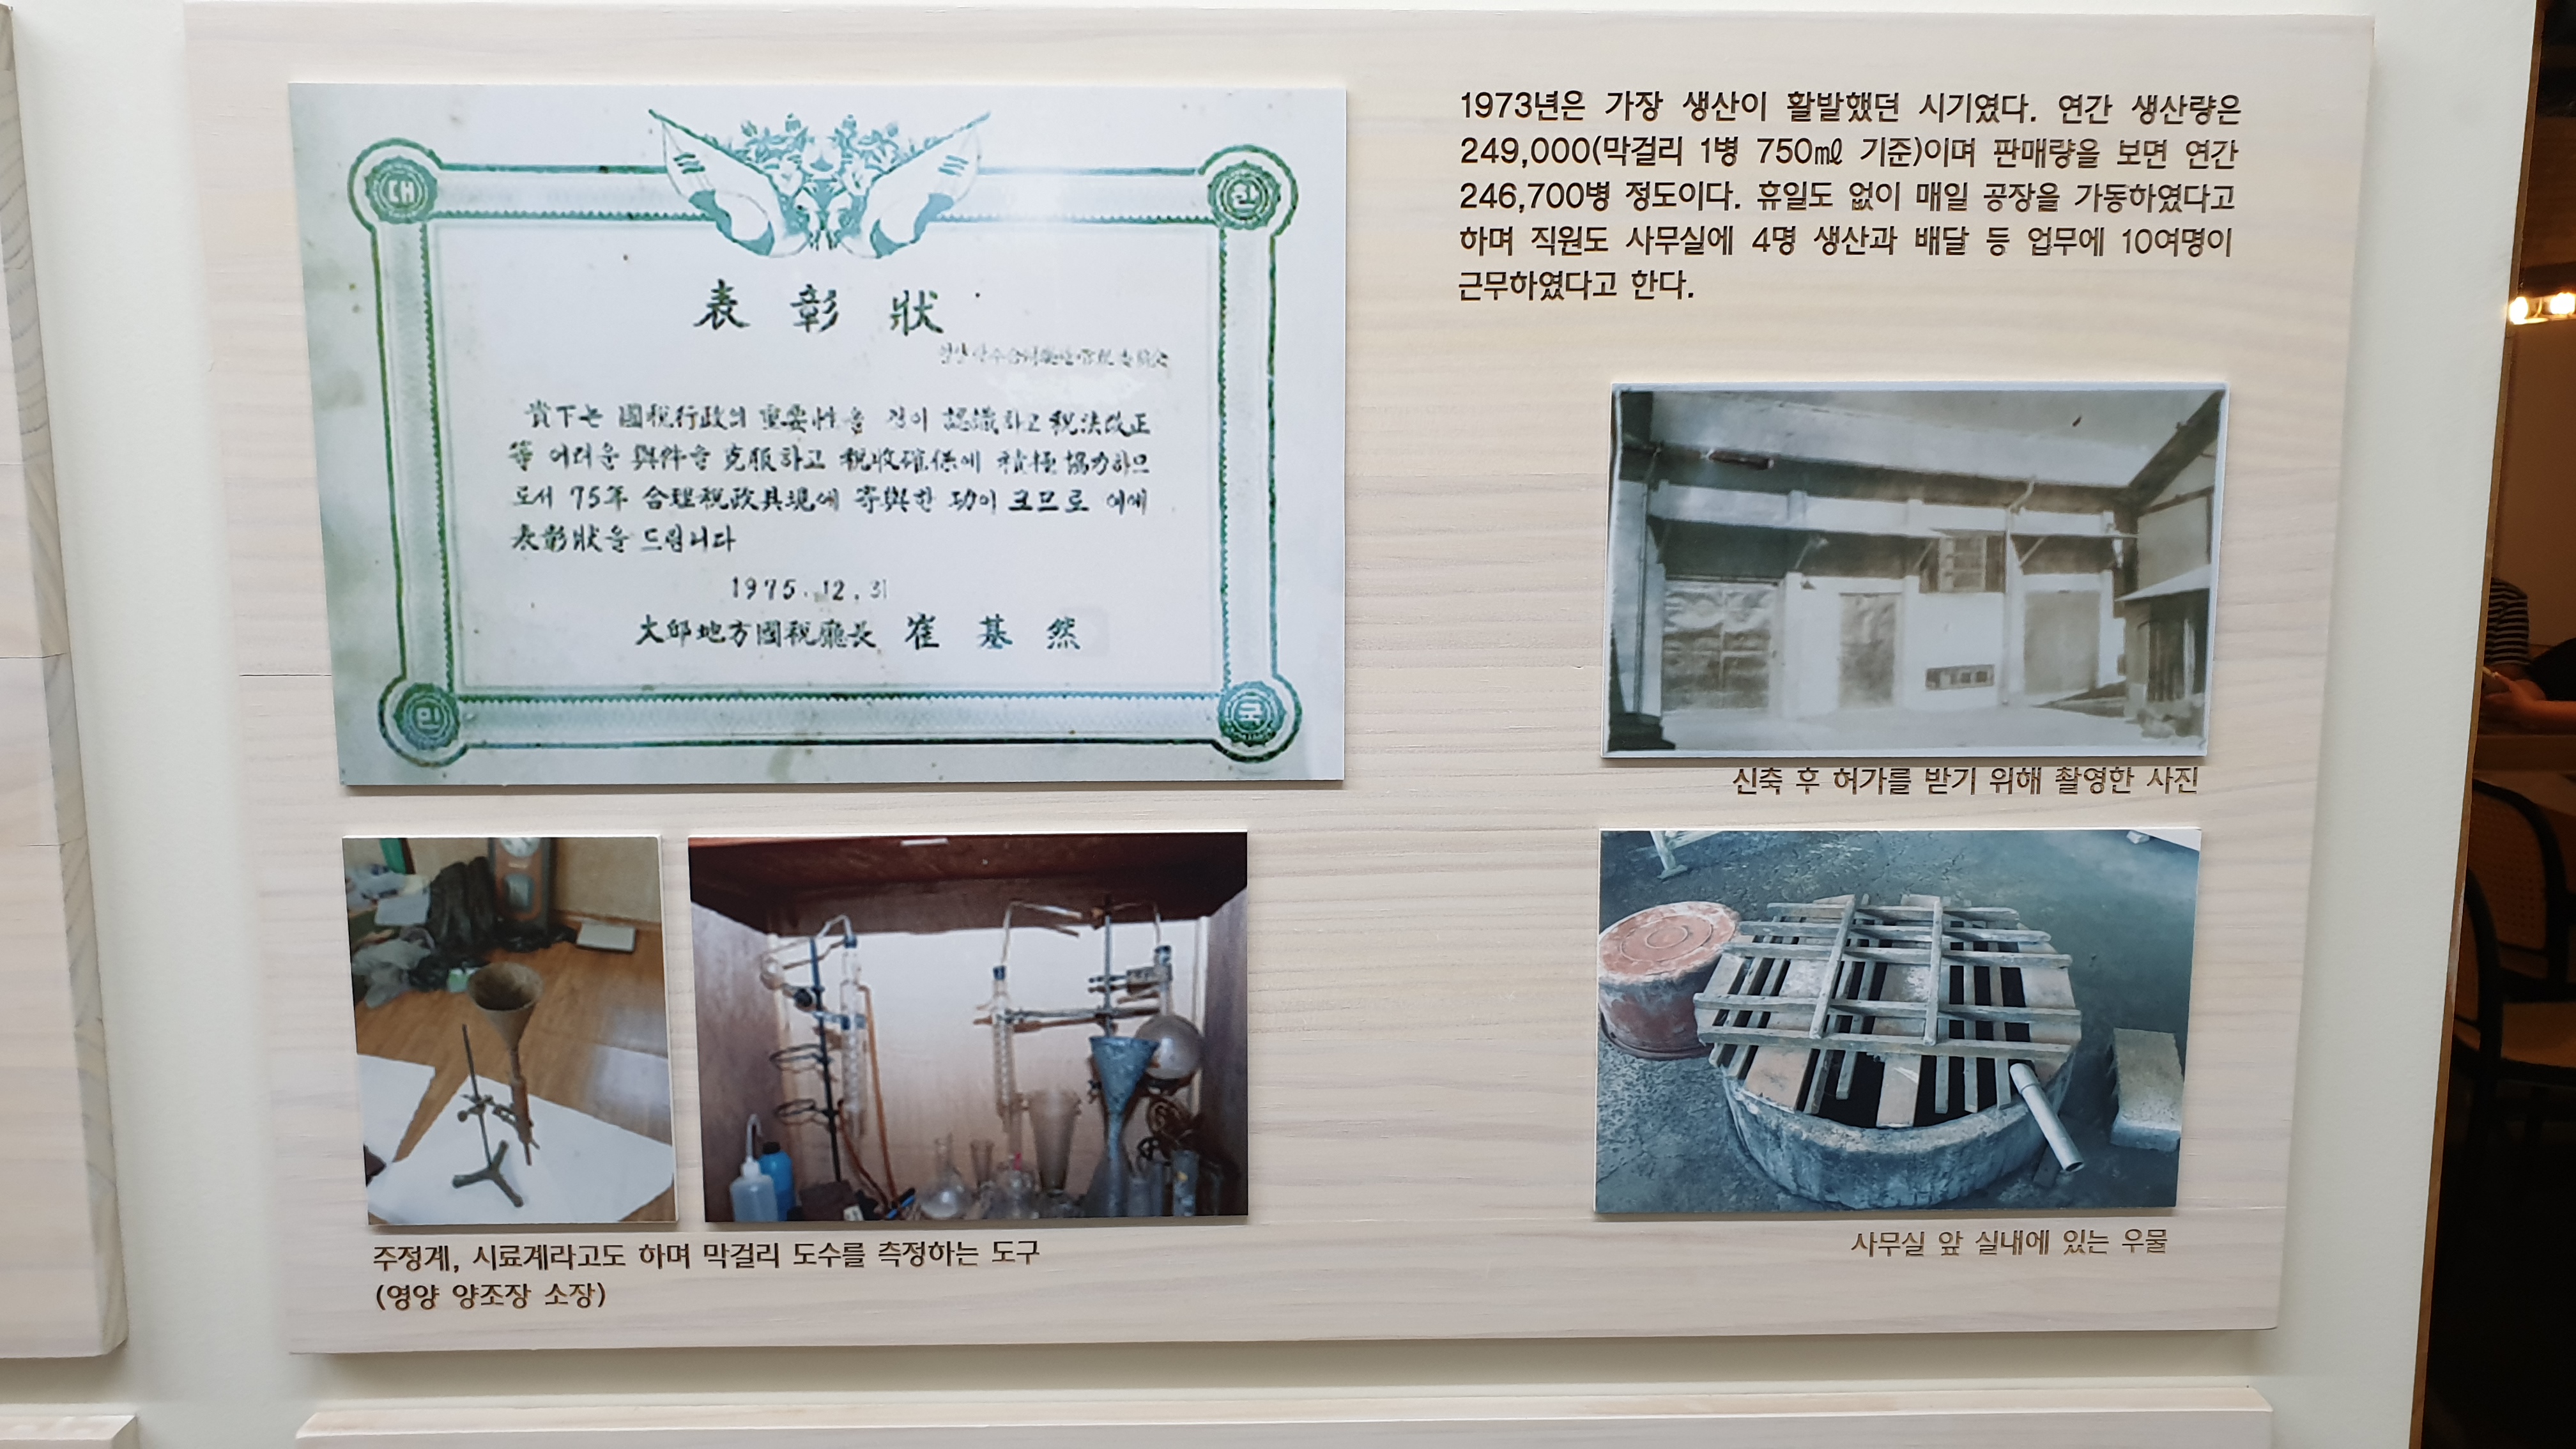 대
한
表彰狀
貴下는 國稅行政의 重要性을 깊이 認識하고 稅法改正
等 어려운 與件을 克服하고 稅收確保에 積極 協力하므
로서 75年 合理稅政具現에 寄與한 功이 크므로 이에
表彰狀을 드립니다
1975.12.31
大邱地方國稅廳長 崔基然
민
국
1973년은 가장 생산이 활발했던 시기였다. 연간 생산량은
249,000(막걸리 1병 750㎖ 기준)이며 판매량을 보면 연간
246,700병 정도이다. 휴일도 없이 매일 공장을 가동하였다고
하며 직원도 사무실에 4명 생산과 배달 등 업무에 10여명이
근무하였다고 한다.
신축 후 허가를 받기 위해 촬영한 사진
주정계, 시료계라고도 하며 막걸리 도수를 측정하는 도구
(영양 양조장 소장)
사무실 앞 실내에 있는 우물